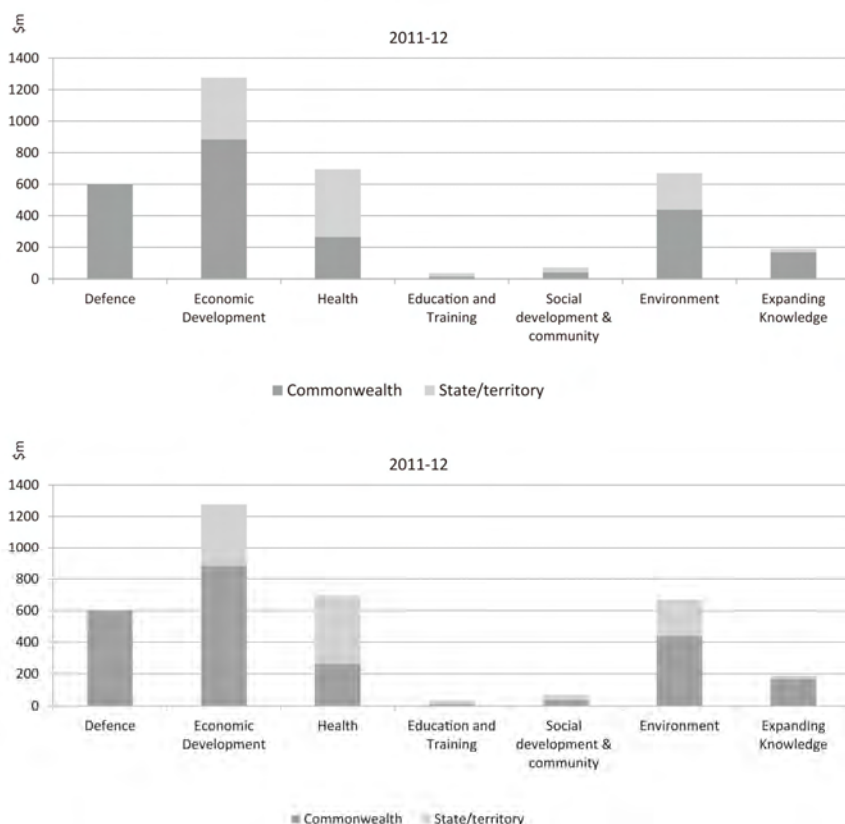 $m
2011-12
1400
1200
1000
800
600
400
200
0
Defence
Economic
Development
Health
Education and
Training
Social
development &
community
Environment
Expanding
Knowledge
Commonwealth State/territory
$m
2011-12
1400
1200
1000
800
600
400
200
0
Defence
Economic
Development
Health
Education and
Training
Social
development &
community
Environment
Expanding
Knowledge
Commonwealth State/territory